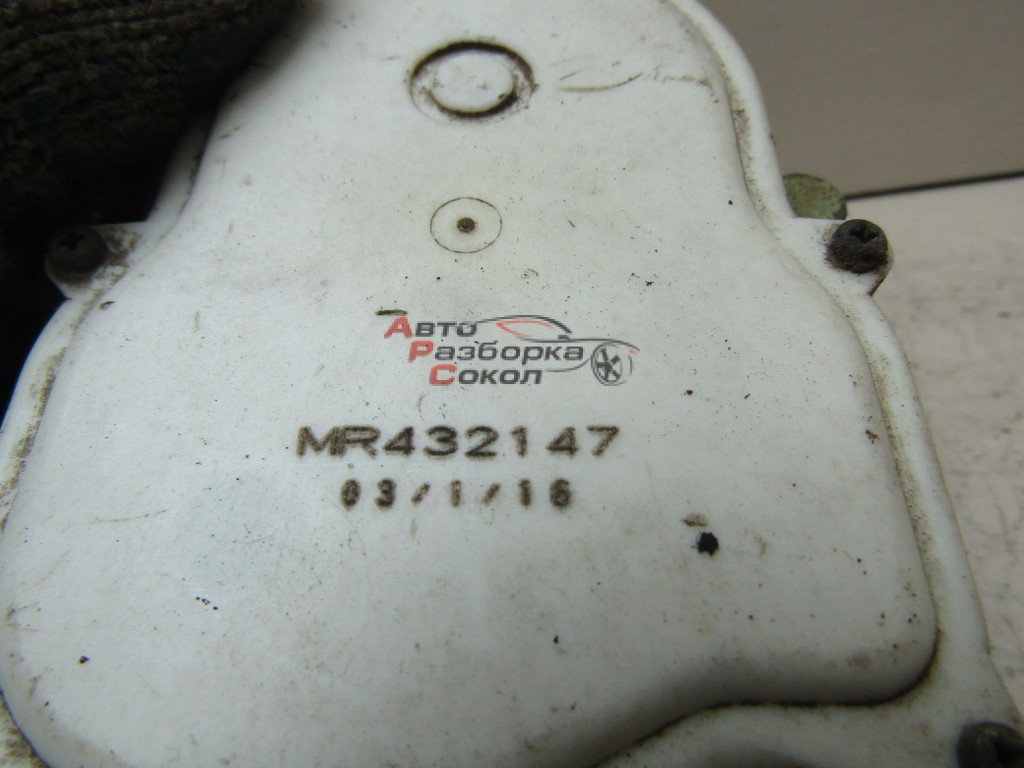 Авто
Разборка
Сокол
MR432147
03/1/16